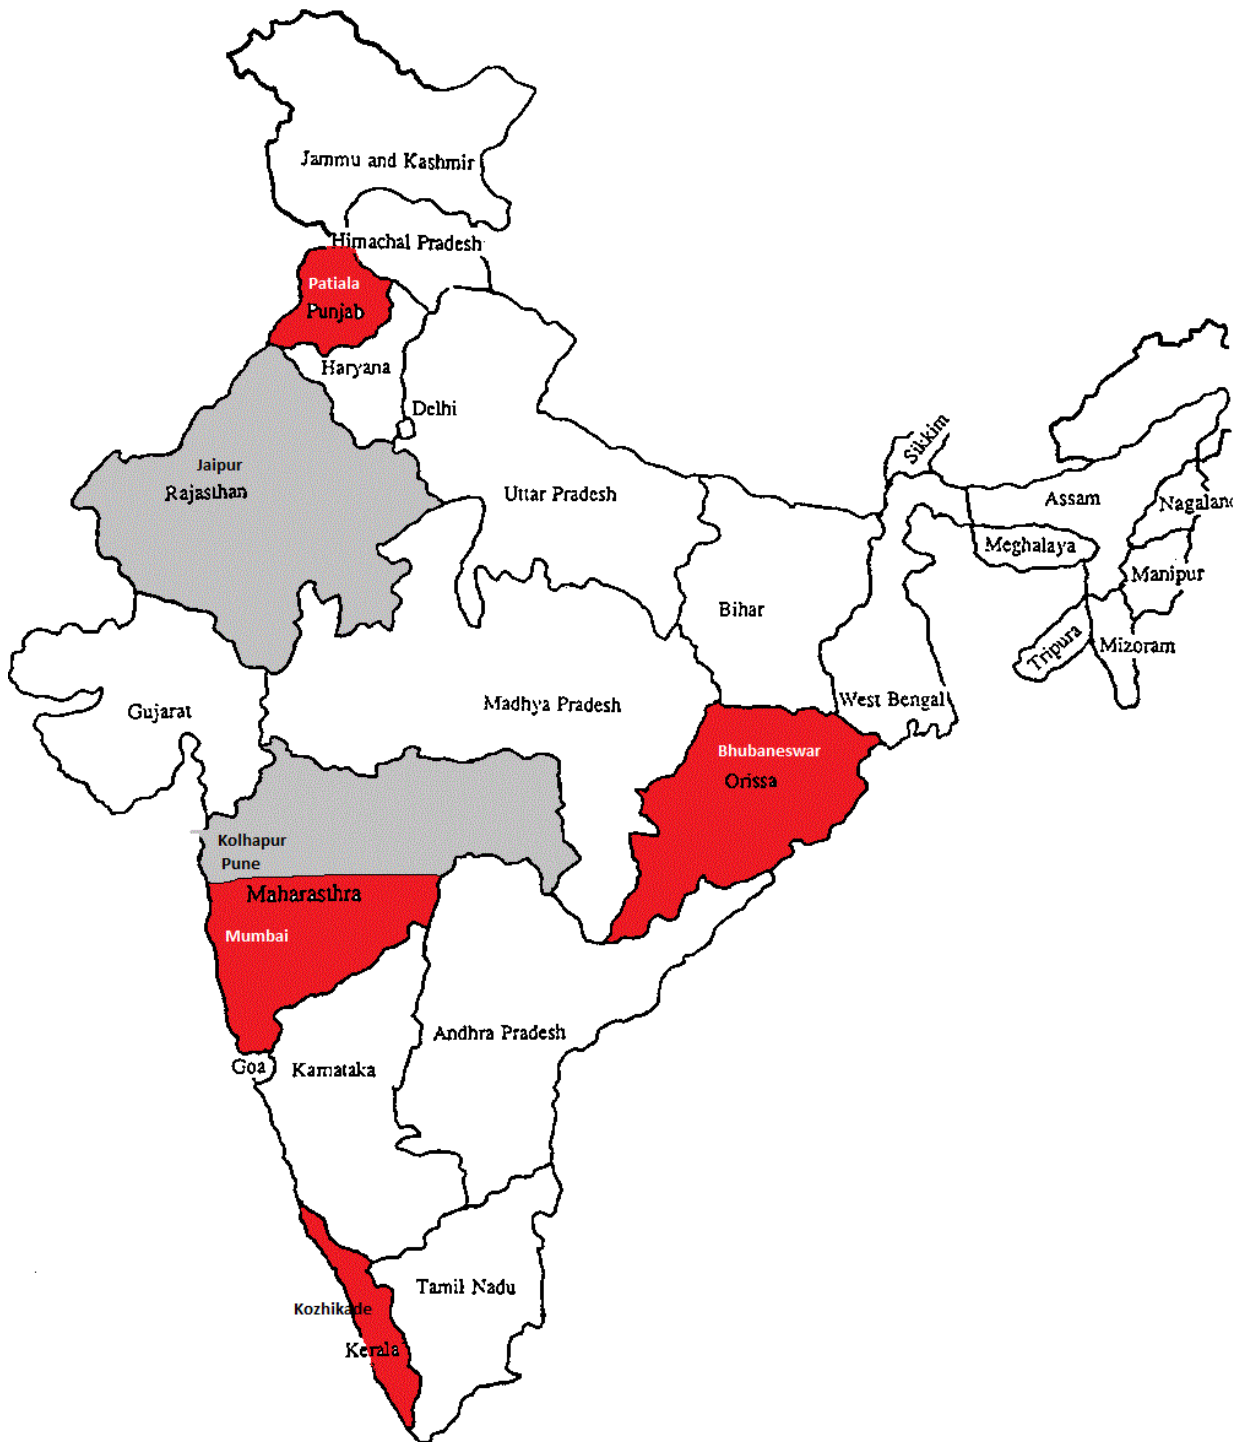 Jammu and Kashmir
Himachal Pradesh
Patiala
Punjab
Haryana
Delhi
Sikkim
Jaipur
Rajasthan
Uttar Pradesh
Assam
Nagaland
Meghalaya
Manipur
Bihar
Tripura
Mizoram
Gujarat
Madhya Pradesh
West Bengal
Bhubaneswar
Orissa
Kolhapur
Pune
Maharasthra
Mumbai
Andhra Pradesh
Goa
Karnataka
Tamil Nadu
Kozhikade
Kerala